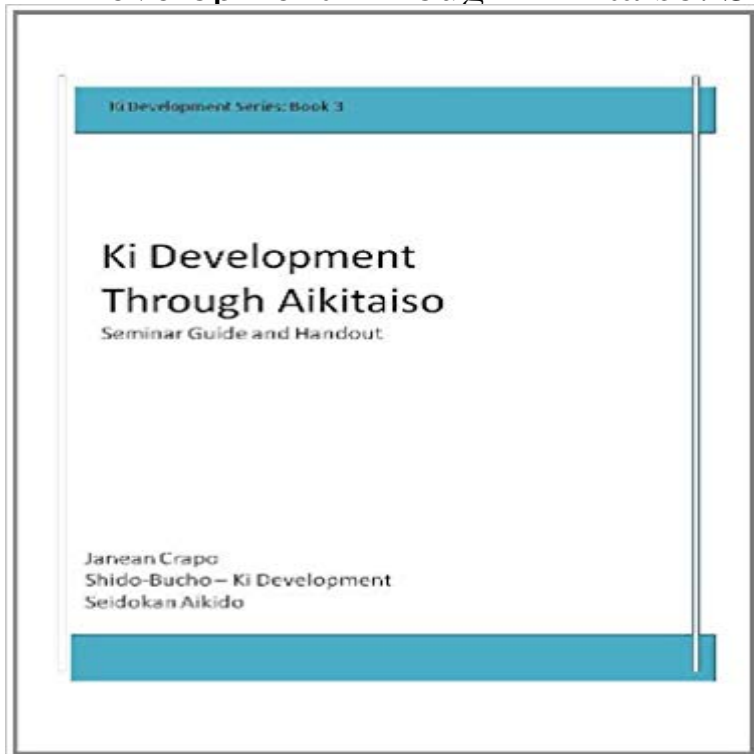 Ki Development Series: Book 3
Ki Development
Through Aikitaiso
Seminar Guide and Handout
Janean Crapo
Shido-Bucho – Ki Development
Seidokan Aikido